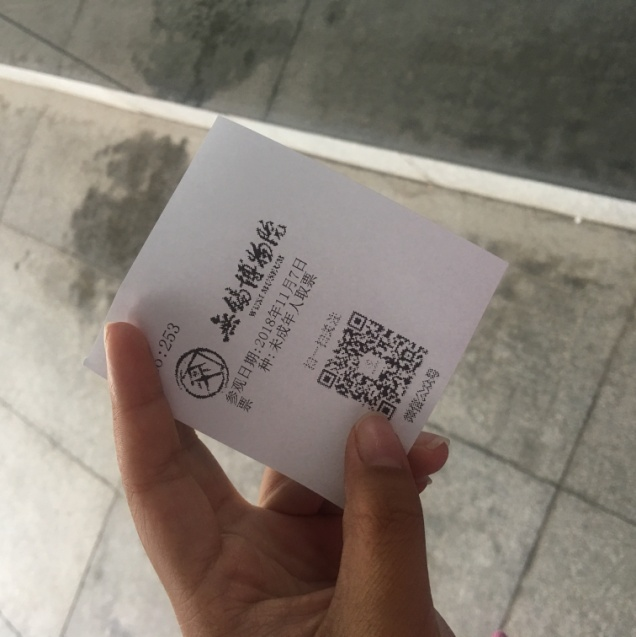 无锡博物院
WUXI MUSEUM
参观日期:2018年11月7日
票 种:未成年人取票
扫一扫关注
微信公众号
:253